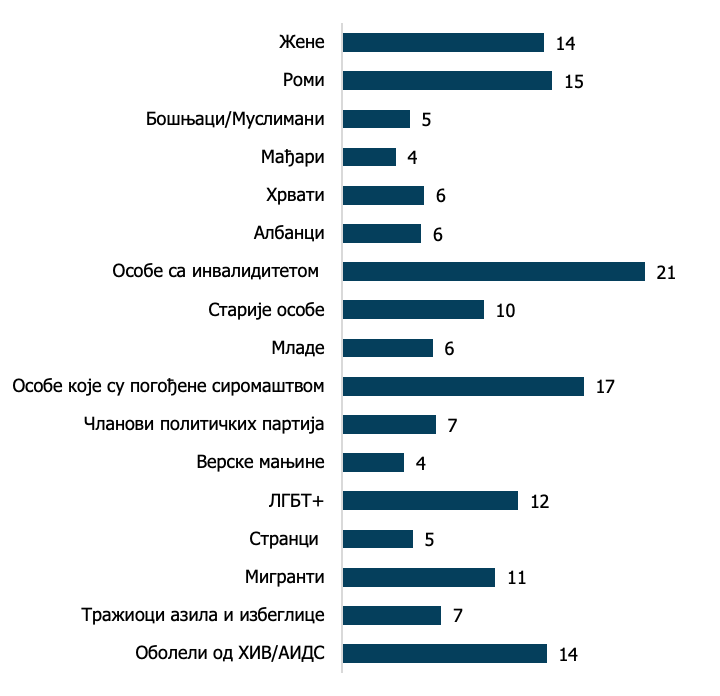 Жене 14
Роми 15
Бошњаци/Муслимани 5
Мађари 4
Хрвати 6
Албанци 6
Особе са инвалидитетом 21
Старије особе 10
Младе 6
Особе које су погођене сиромаштвом 17
Чланови политичких партија 7
Верске мањине 4
ЛГБТ+ 12
Странци 5
Мигранти 11
Тражиоци азила и избеглице 7
Оболели од ХИВ/АИДС 14